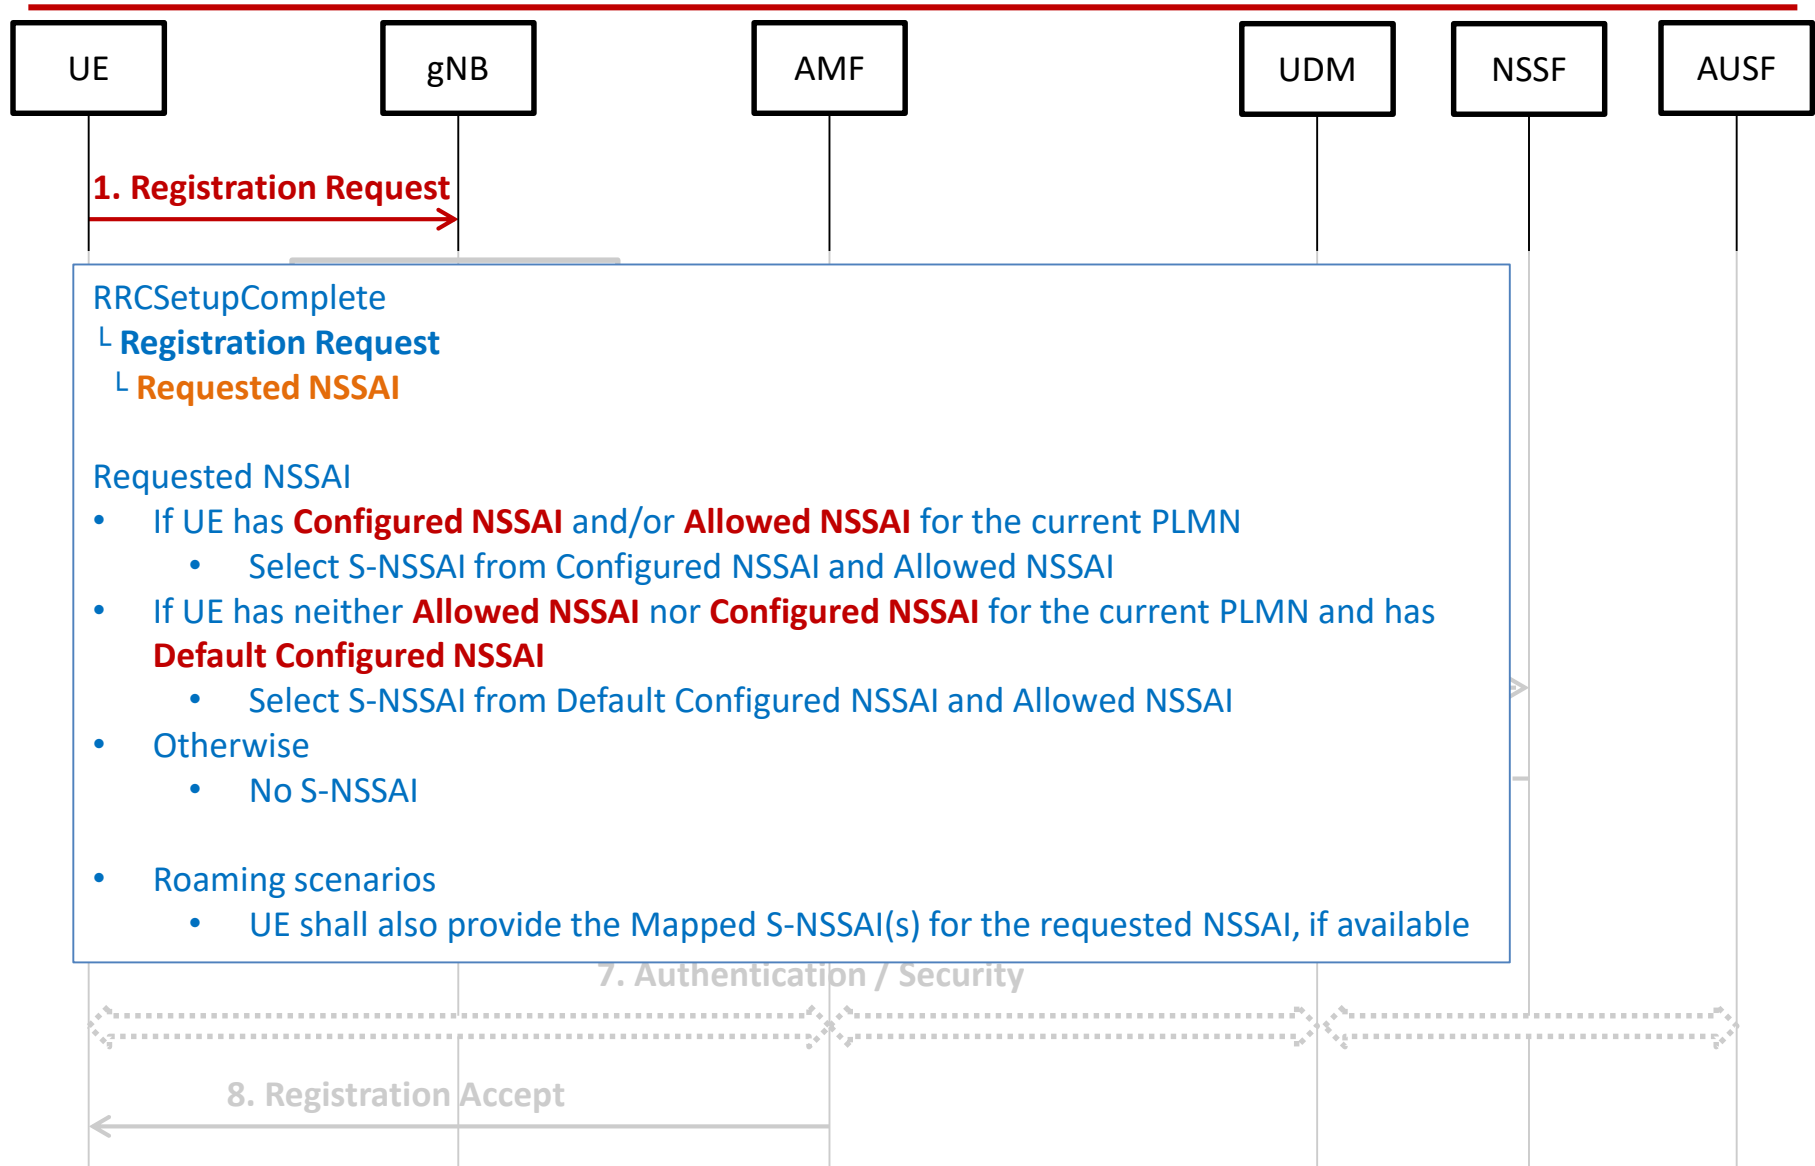 UE
gNB
AMF
UDM
NSSF
AUSF
1. Registration Request
RRCSetupComplete
└ Registration Request
└ Requested NSSAI
Requested NSSAI
• If UE has Configured NSSAI and/or Allowed NSSAI for the current PLMN
• Select S-NSSAI from Configured NSSAI and Allowed NSSAI
• If UE has neither Allowed NSSAI nor Configured NSSAI for the current PLMN and has
Default Configured NSSAI
• Select S-NSSAI from Default Configured NSSAI and Allowed NSSAI
• Otherwise
• No S-NSSAI
• Roaming scenarios
• UE shall also provide the Mapped S-NSSAI(s) for the requested NSSAI, if available
7. Authentication / Security
8. Registration Accept